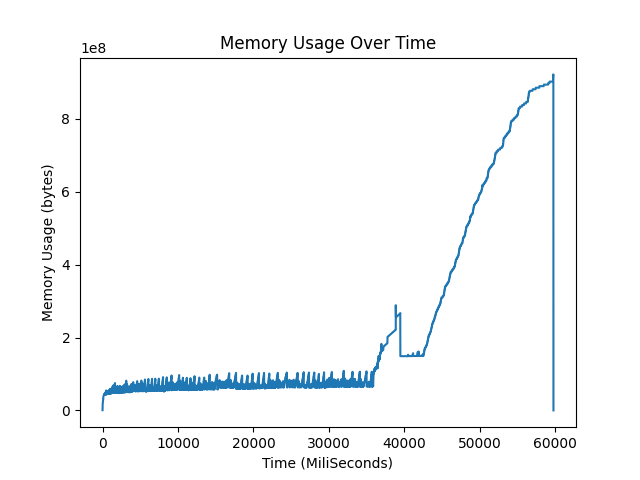 Memory Usage Over Time
1e8
8
6
4
2
0
Memory Usage (bytes)
0 10000 20000 30000 40000 50000 60000
Time (MiliSeconds)